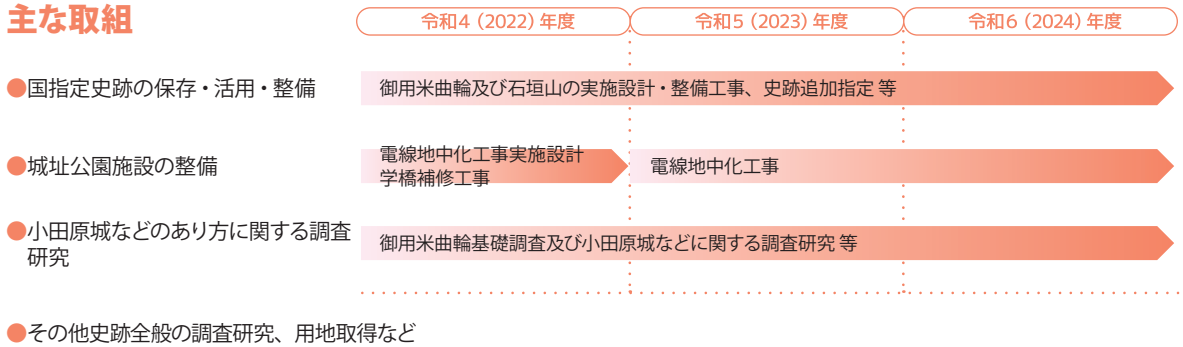 主な取組
令和4（2022）年度
令和5（2023）年度
令和6（2024）年度
●国指定史跡の保存・活用・整備
御用米曲輪及び石垣山の実施設計・整備工事、史跡追加指定 等
●城址公園施設の整備
電線地中化工事実施設計
学橋補修工事
電線地中化工事
●小田原城などのあり方に関する調査
研究
御用米曲輪基礎調査及び小田原城などに関する調査研究 等
●その他史跡全般の調査研究、用地取得など